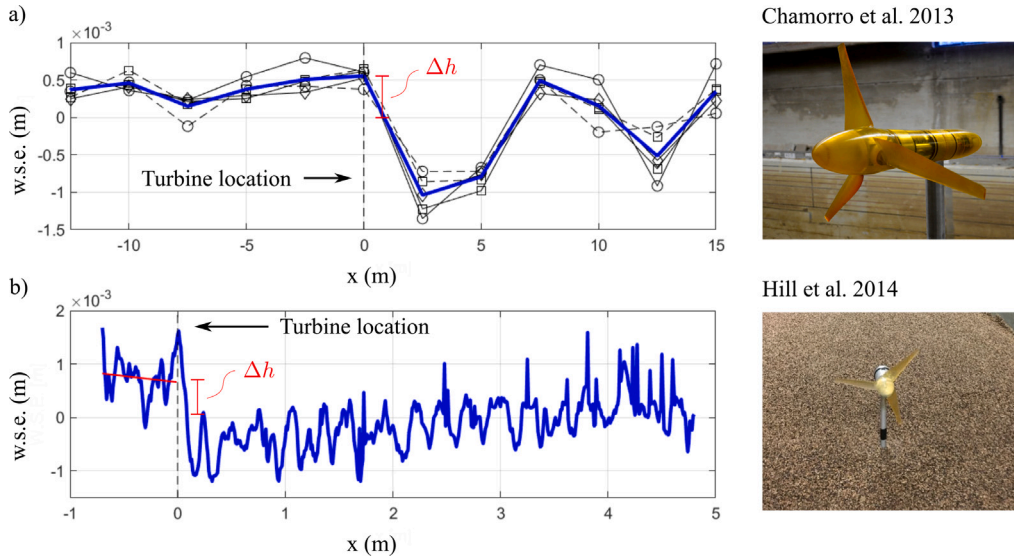 a)
×10⁻³
Chamorro et al. 2013
1
0.5
0
-0.5
-1
-1.5
w.s.e. (m)
Δh
Turbine location
-10
-5
0
5
10
15
x (m)
b)
×10⁻³
Hill et al. 2014
2
1
0
-1
w.s.e. (m)
Turbine location
Δh
-1
0
1
2
3
4
5
x (m)